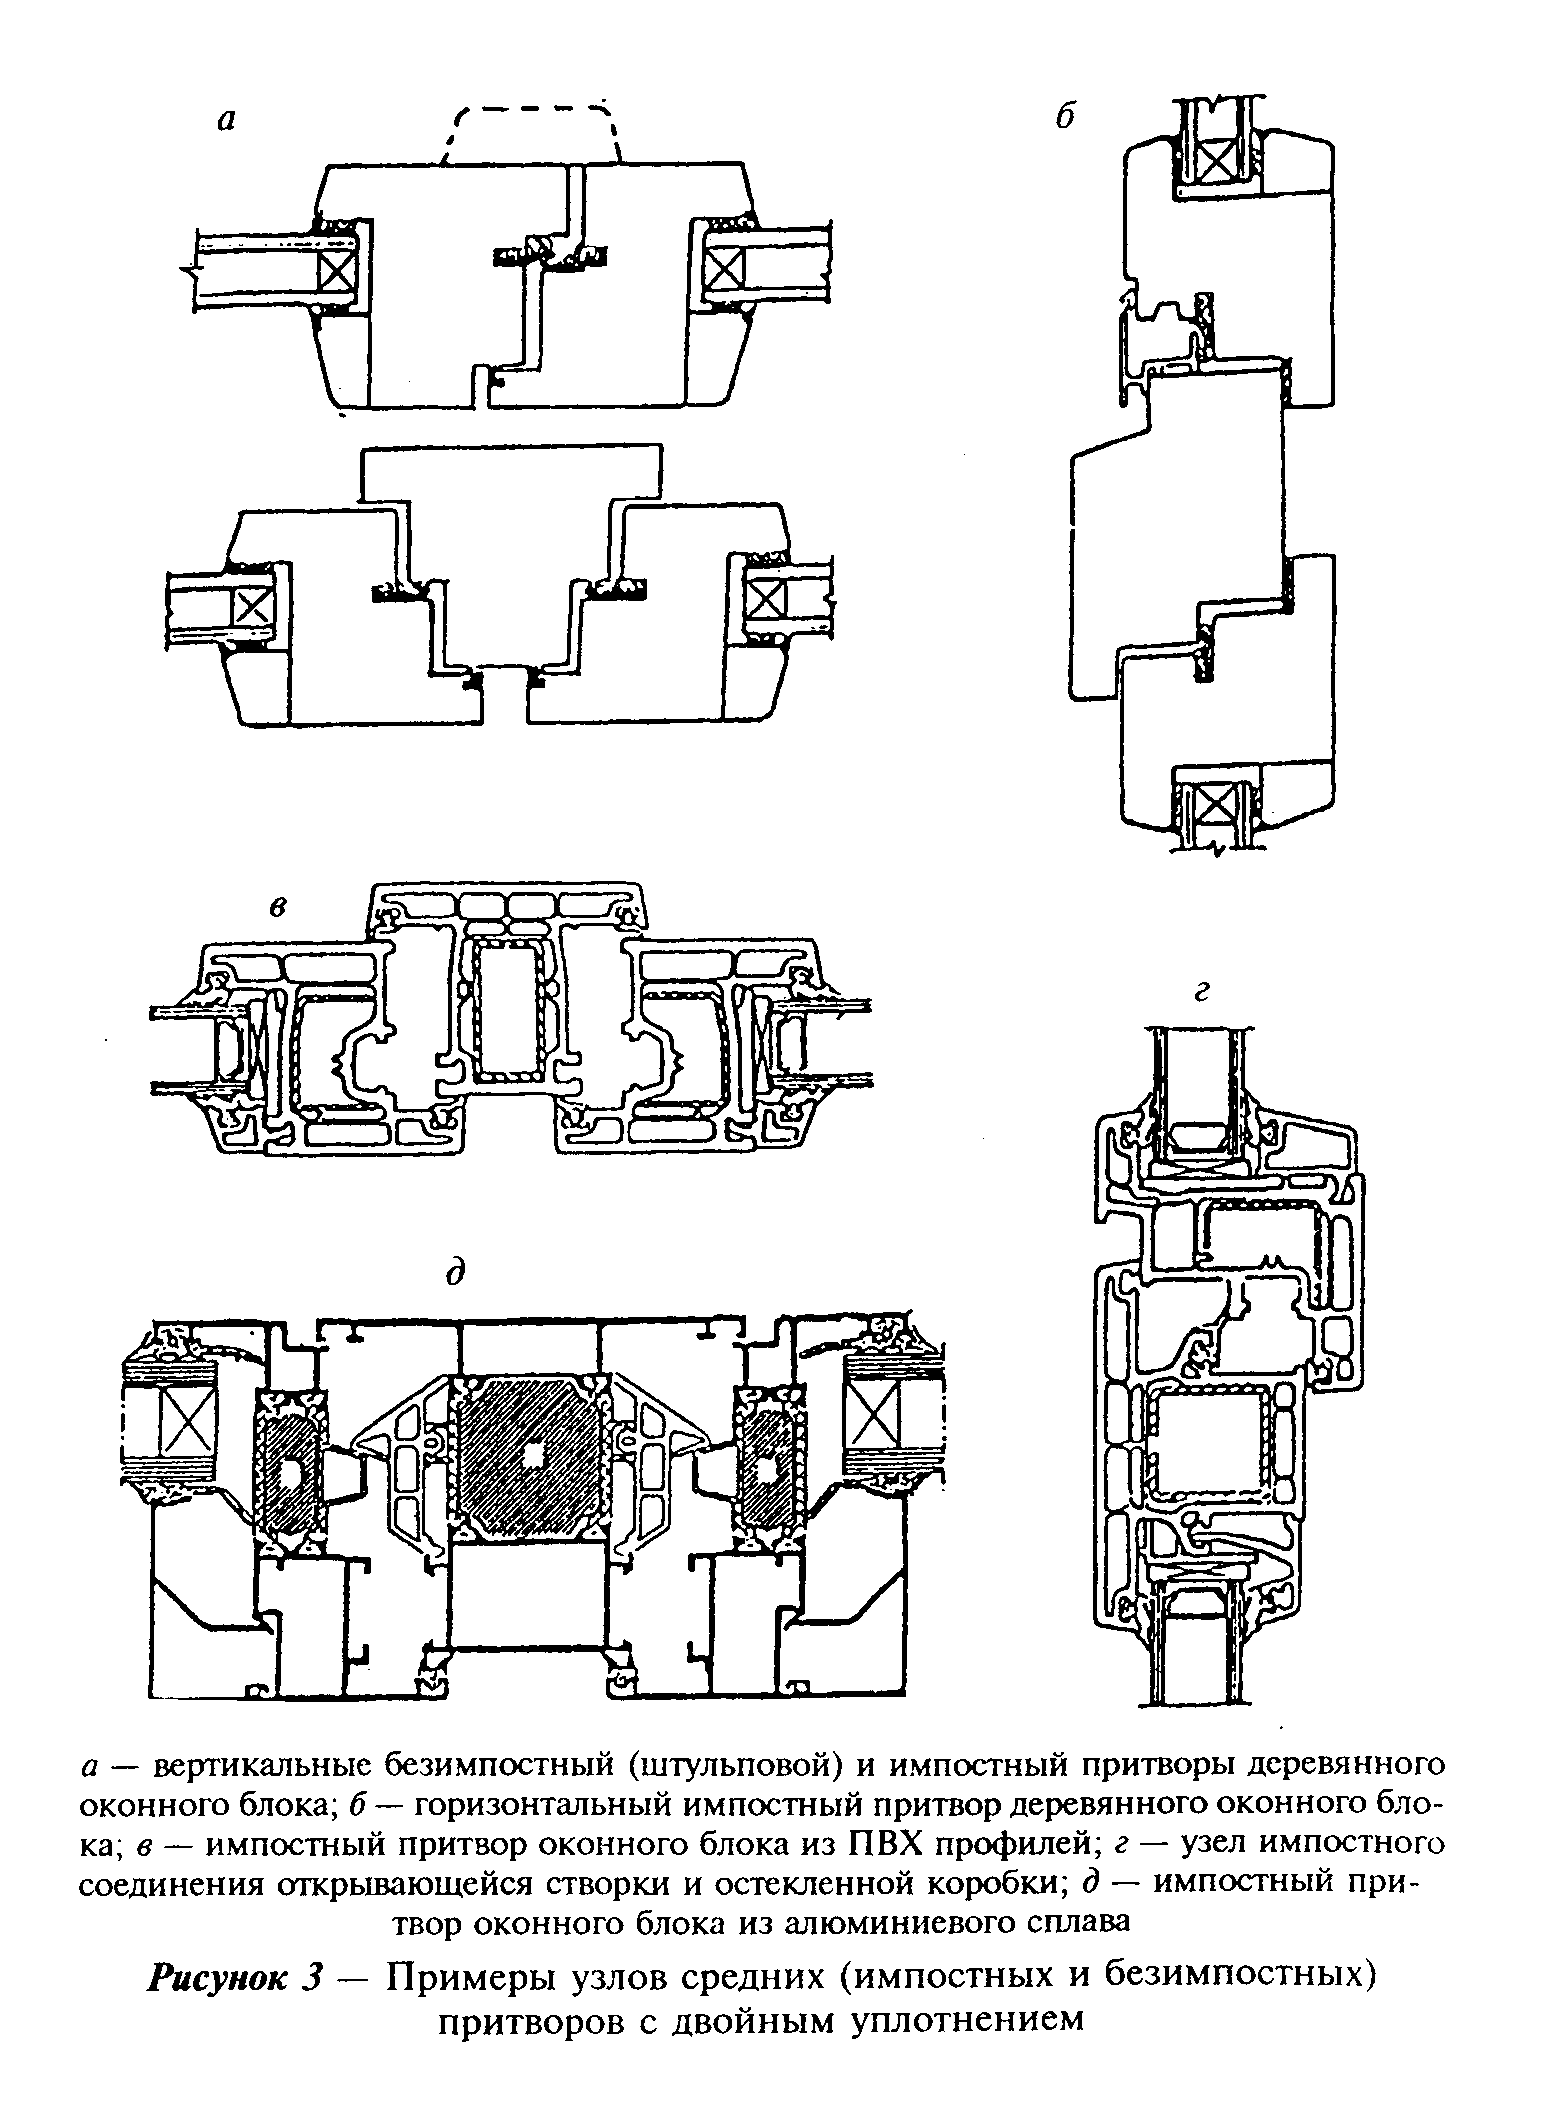 а
б
в
г
д
а — вертикальные безимпостный (штульповой) и импостный притворы деревянного
оконного блока; б — горизонтальный импостный притвор деревянного оконного бло-
ка; в — импостный притвор оконного блока из ПВХ профилей; г — узел импостного
соединения открывающейся створки и остекленной коробки; д — импостный при-
твор оконного блока из алюминиевого сплава
Рисунок 3 — Примеры узлов средних (импостных и безимпостных)
притворов с двойным уплотнением